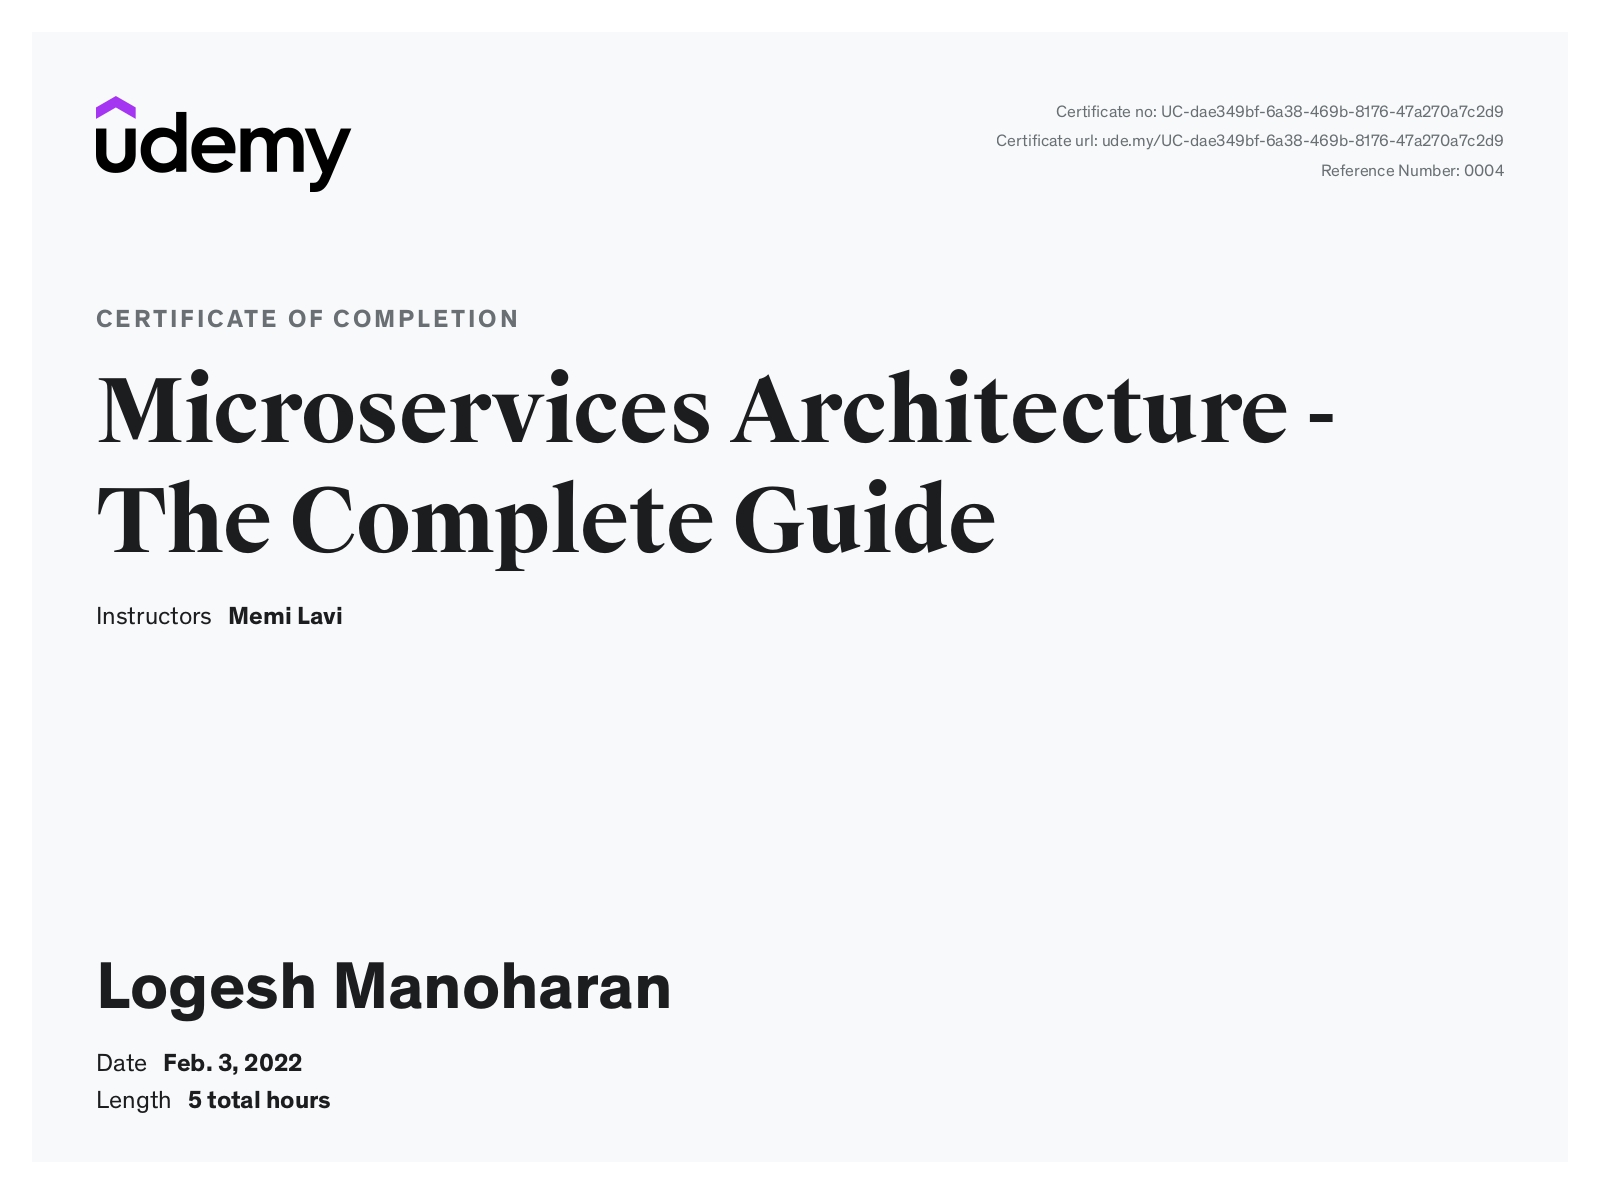 udemy
Certificate no: UC-dae349bf-6a38-469b-8176-47a270a7c2d9
Certificate url: ude.my/UC-dae349bf-6a38-469b-8176-47a270a7c2d9
Reference Number: 0004
CERTIFICATE OF COMPLETION
Microservices Architecture -
The Complete Guide
Instructors Memi Lavi
Logesh Manoharan
Date Feb. 3, 2022
Length 5 total hours